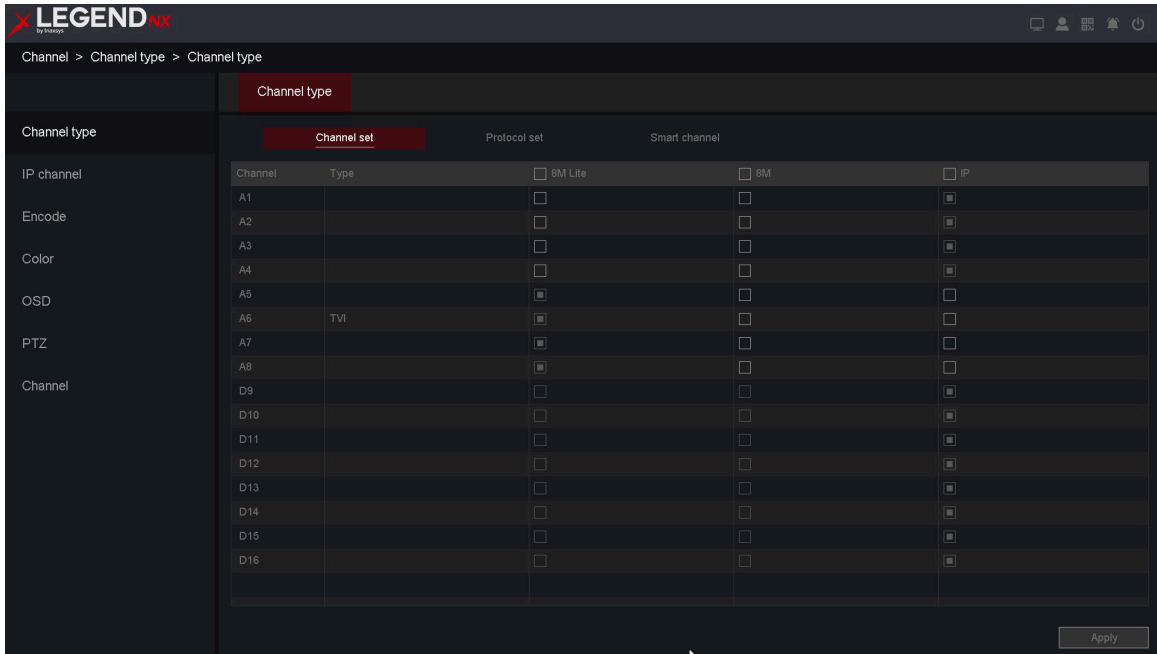 LEGEND NX
by Inaxsys
Channel > Channel type > Channel type
Channel type
Channel type
IP channel
Encode
Color
OSD
PTZ
Channel
Channel set Protocol set Smart channel
Channel Type 8M Lite 8M IP
A1
A2
A3
A4
A5
A6 TVI
A7
A8
D9
D10
D11
D12
D13
D14
D15
D16
Apply